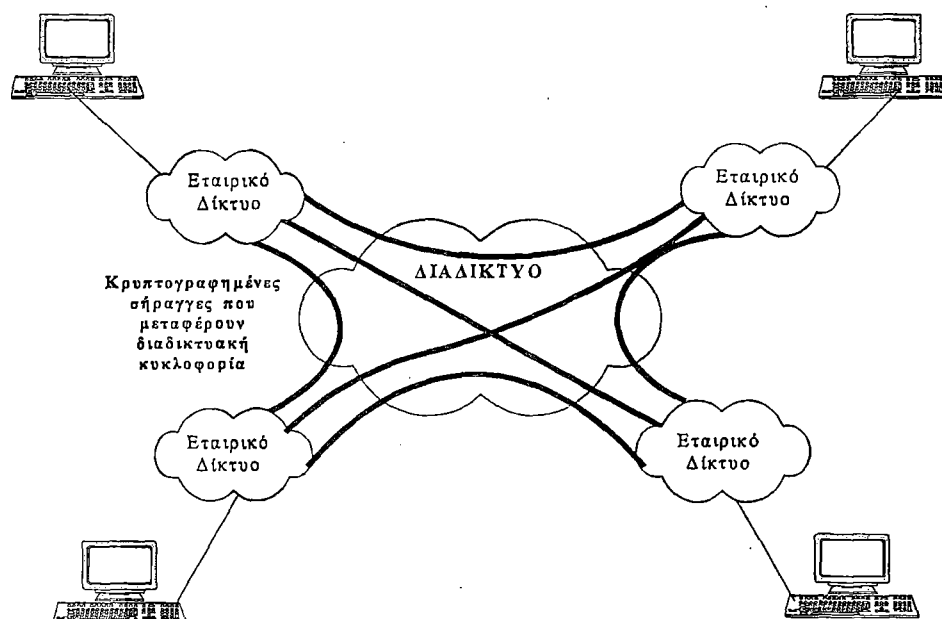 Εταιρικό
Δίκτυο
Εταιρικό
Δίκτυο
ΔΙΑΔΙΚΤΥΟ
Κρυπτογραφημένες
σήραγγες που
μεταφέρουν
διαδικτυακή
κυκλοφορία
Εταιρικό
Δίκτυο
Εταιρικό
Δίκτυο